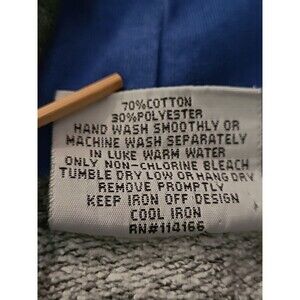 70%COTTON
30%POLYESTER
HAND WASH SMOOTHLY OR
MACHINE WASH SEPARATELY
IN LUKE WARM WATER
ONLY NON-CHLORINE BLEACH
TUMBLE DRY LOW OR HANG DRY
REMOVE PROMPTLY
KEEP IRON OFF DESIGN
COOL IRON
RN#114166